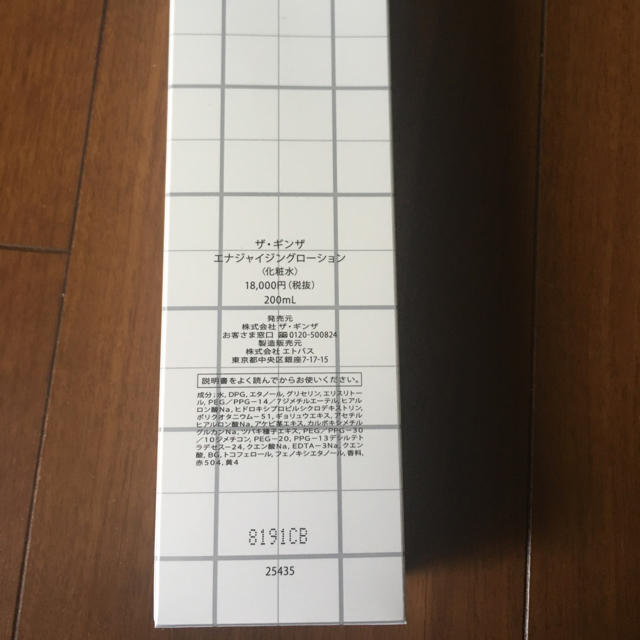 ザ・ギンザ
エナジャイジングローション
〈化粧水〉
18,000円(税抜)
200mL
発売元
株式会社 ザ・ギンザ
お客さま窓口 0120-500824
製造販売元
株式会社 エトバス
東京都中央区銀座7-17-15
説明書をよく読んでからお使いください。
成分:水, DPG, エタノール, グリセリン, エリスリトー
ル, PEG/PPG-14/7ジメチルエーテル, ヒアル
ロン酸Na, ヒドロキシプロピルシクロデキストリン,
ポリクオタニウム-51, ギョリュウエキス, アセチル
ヒアルロン酸Na, アケビ茎エキス, カルボキシメチル
グルカンNa, ツバキ種子エキス, PEG/PPG-30
/10ジメチコン, PEG-20, PPG-13デシルテト
ラデセス-24, クエン酸Na, EDTA-3Na, クエン
酸, BG, トコフェロール, フェノキシエタノール, 香料,
赤504, 黄4
8191CB
25435